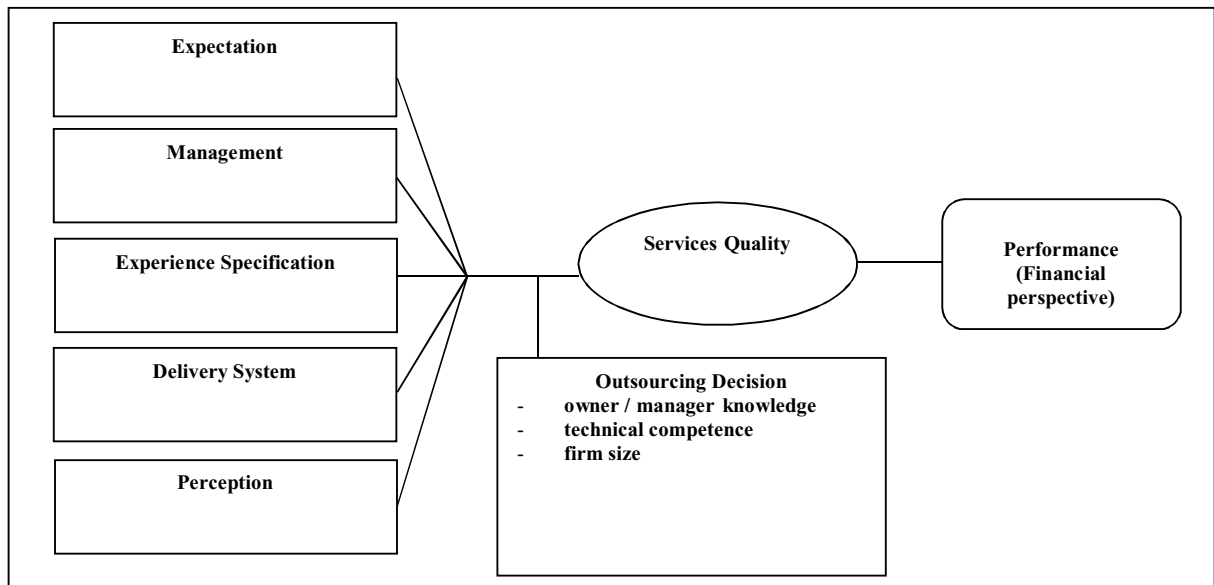 Expectation
Management
Experience Specification
Delivery System
Perception
Services Quality
Outsourcing Decision
- owner / manager knowledge
- technical competence
- firm size
Performance
(Financial
perspective)